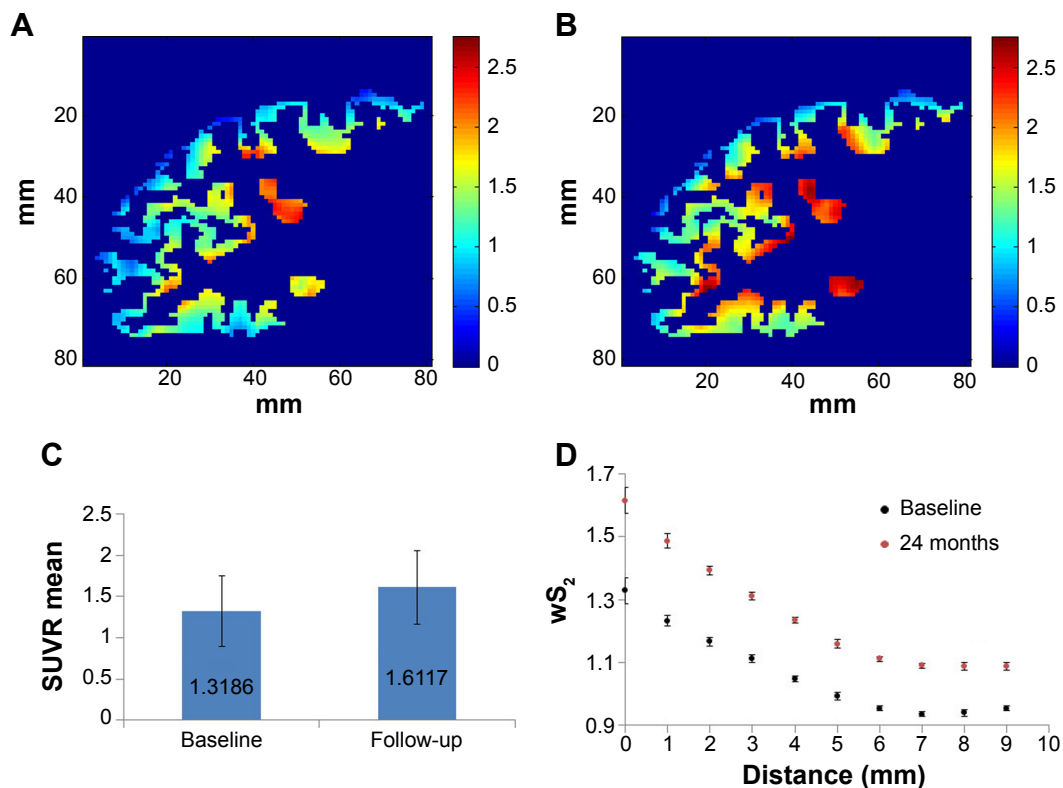 A
20
40
60
80
mm
20
40
60
80
mm
2.5
2
1.5
1
0.5
0
B
20
40
60
80
mm
20
40
60
80
mm
2.5
2
1.5
1
0.5
0
C
2.5
2
1.5
1
0.5
0
SUVR mean
1.3186
1.6117
Baseline
Follow-up
D
1.7
1.5
1.3
1.1
0.9
wS₂
Baseline
24 months
0 1 2 3 4 5 6 7 8 9 10
Distance (mm)